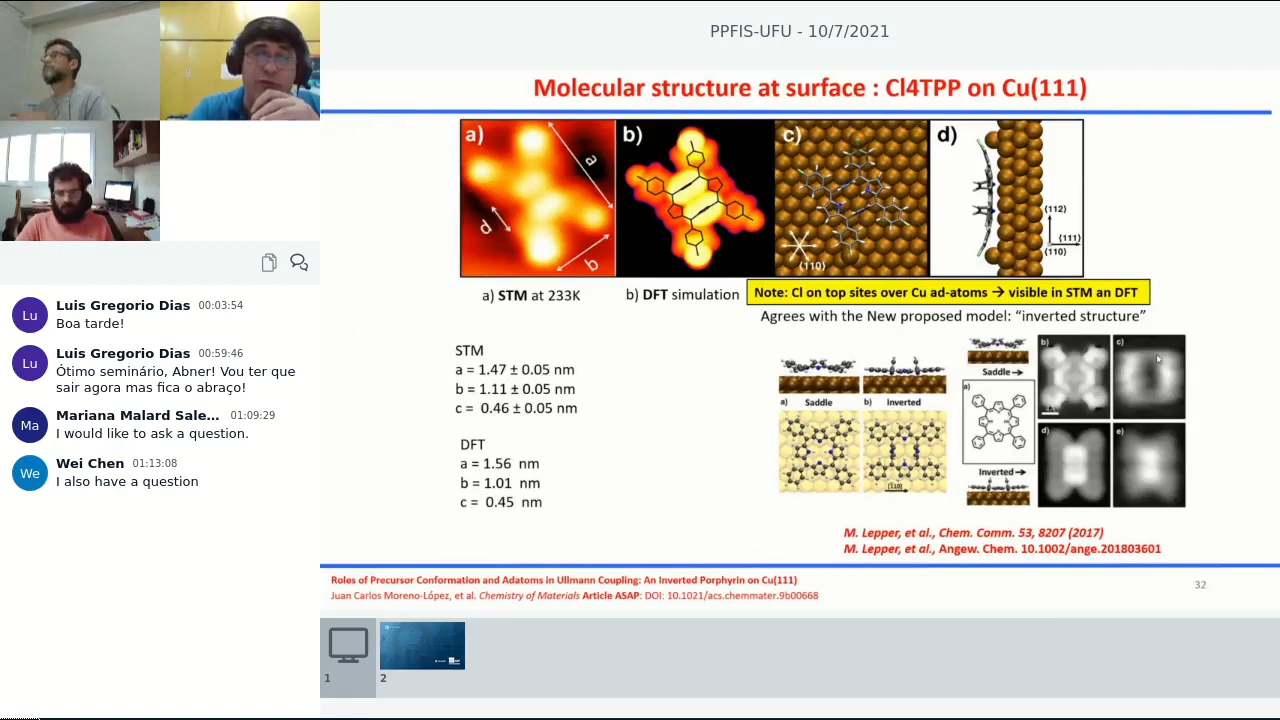 PPFIS-UFU - 10/7/2021
Molecular structure at surface : Cl4TPP on Cu(111)
a)
b)
c)
d)
a
d
b
(110)
(112)
(111)
(110)
a) STM at 233K
b) DFT simulation
Note: Cl on top sites over Cu ad-atoms → visible in STM an DFT
Agrees with the New proposed model: “inverted structure”
STM
a = 1.47 ± 0.05 nm
b = 1.11 ± 0.05 nm
c = 0.46 ± 0.05 nm
DFT
a = 1.56 nm
b = 1.01 nm
c = 0.45 nm
a) Saddle
b) Inverted
Saddle →
a)
Inverted →
b)
c)
d)
e)
M. Lepper, et al., Chem. Comm. 53, 8207 (2017)
M. Lepper, et al., Angew. Chem. 10.1002/ange.201803601
Roles of Precursor Conformation and Adatoms in Ullmann Coupling: An Inverted Porphyrin on Cu(111)
Juan Carlos Moreno-López, et al. Chemistry of Materials Article ASAP: DOI: 10.1021/acs.chemmater.9b00668
32
1
2
Lu
Luis Gregorio Dias 00:03:54
Boa tarde!
Lu
Luis Gregorio Dias 00:59:46
Ótimo seminário, Abner! Vou ter que
sair agora mas fica o abraço!
Ma
Mariana Malard Sale... 01:09:29
I would like to ask a question.
We
Wei Chen 01:13:08
I also have a question